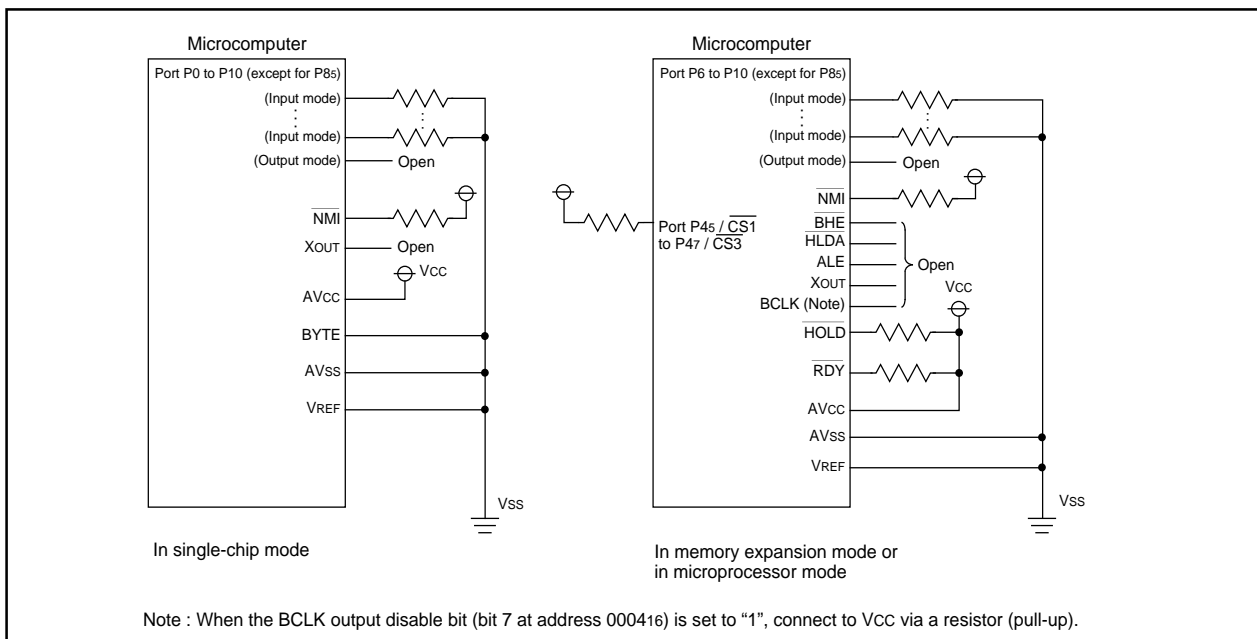 Microcomputer
Port P0 to P10 (except for P85)
(Input mode)
(Input mode)
(Output mode)
Open
NMI
XOUT
Open
VCC
AVCC
BYTE
AVSS
VREF
VSS
In single-chip mode
Microcomputer
Port P6 to P10 (except for P85)
(Input mode)
(Input mode)
(Output mode)
Open
NMI
Port P45 / CS1
to P47 / CS3
BHE
HLDA
ALE
XOUT
BCLK (Note)
Open
VCC
HOLD
RDY
AVCC
AVSS
VREF
VSS
In memory expansion mode or
in microprocessor mode
Note : When the BCLK output disable bit (bit 7 at address 000416) is set to “1”, connect to VCC via a resistor (pull-up).